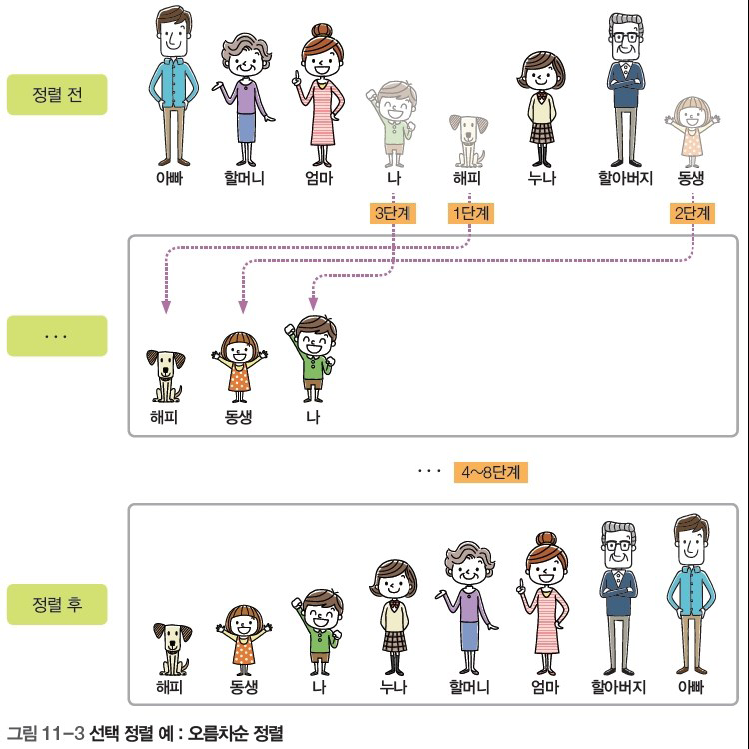 정렬 전
아빠 할머니 엄마 나 해피 누나 할아버지 동생
3단계 1단계 2단계
...
해피 동생 나
... 4~8단계
정렬 후
해피 동생 나 누나 할머니 엄마 할아버지 아빠
그림 11-3 선택 정렬 예 : 오름차순 정렬